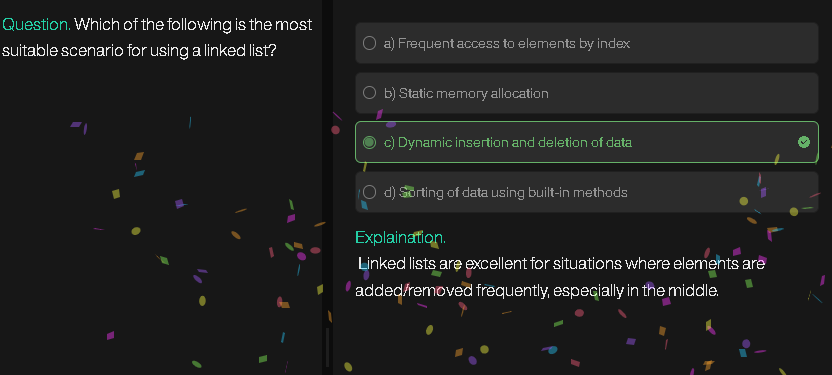 Question. Which of the following is the most
suitable scenario for using a linked list?
a) Frequent access to elements by index
b) Static memory allocation
c) Dynamic insertion and deletion of data
d) Sorting of data using built-in methods
Explaination.
Linked lists are excellent for situations where elements are
added/removed frequently, especially in the middle.